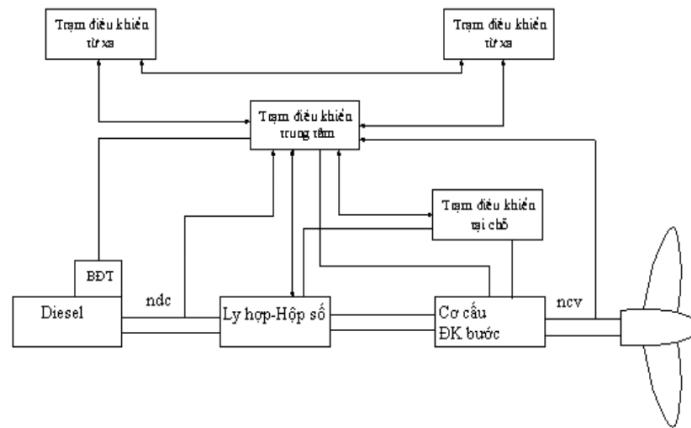 Trạm điều khiển
từ xa
Trạm điều khiển
từ xa
Trạm điều khiển
trung tâm
Trạm điều khiển
tại chỗ
BĐT
Diesel
ndc
Ly hợp-Hộp số
Cơ cấu
ĐK bước
ncv